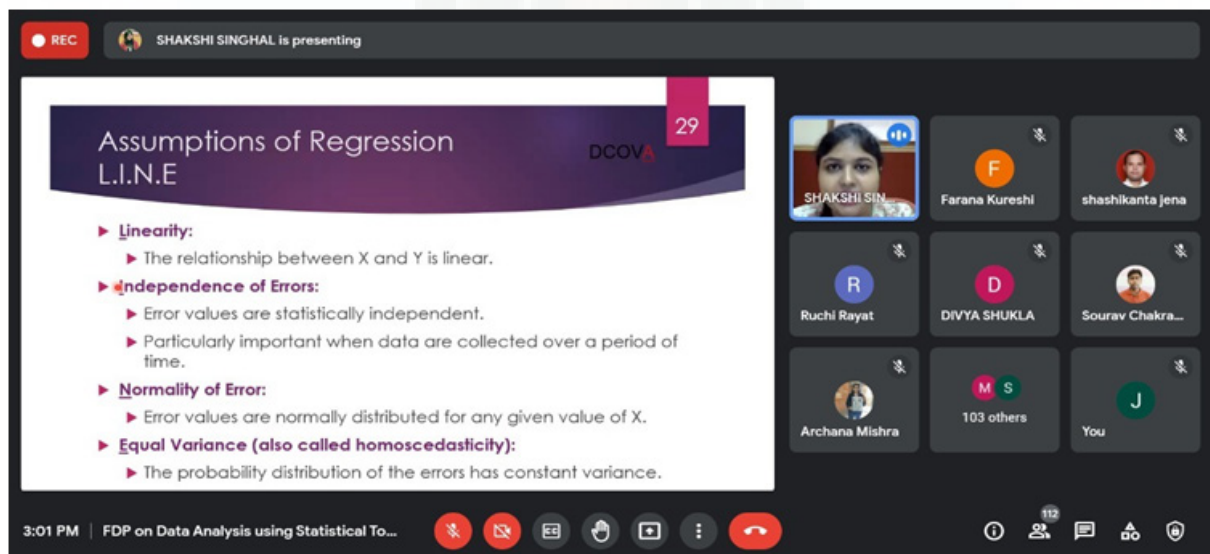 REC
SHAKSHI SINGHAL is presenting
29
Assumptions of Regression
L.I.N.E
DCOVA
Linearity:
The relationship between X and Y is linear.
Independence of Errors:
Error values are statistically independent.
Particularly important when data are collected over a period of
time.
Normality of Error:
Error values are normally distributed for any given value of X.
Equal Variance (also called homoscedasticity):
The probability distribution of the errors has constant variance.
SHAKSHI SIN...
F
Farana Kureshi
shashikanta jena
R
Ruchi Rayat
D
DIVYA SHUKLA
Sourav Chakra...
Archana Mishra
M S
103 others
J
You
3:01 PM | FDP on Data Analysis using Statistical To...
CC
112